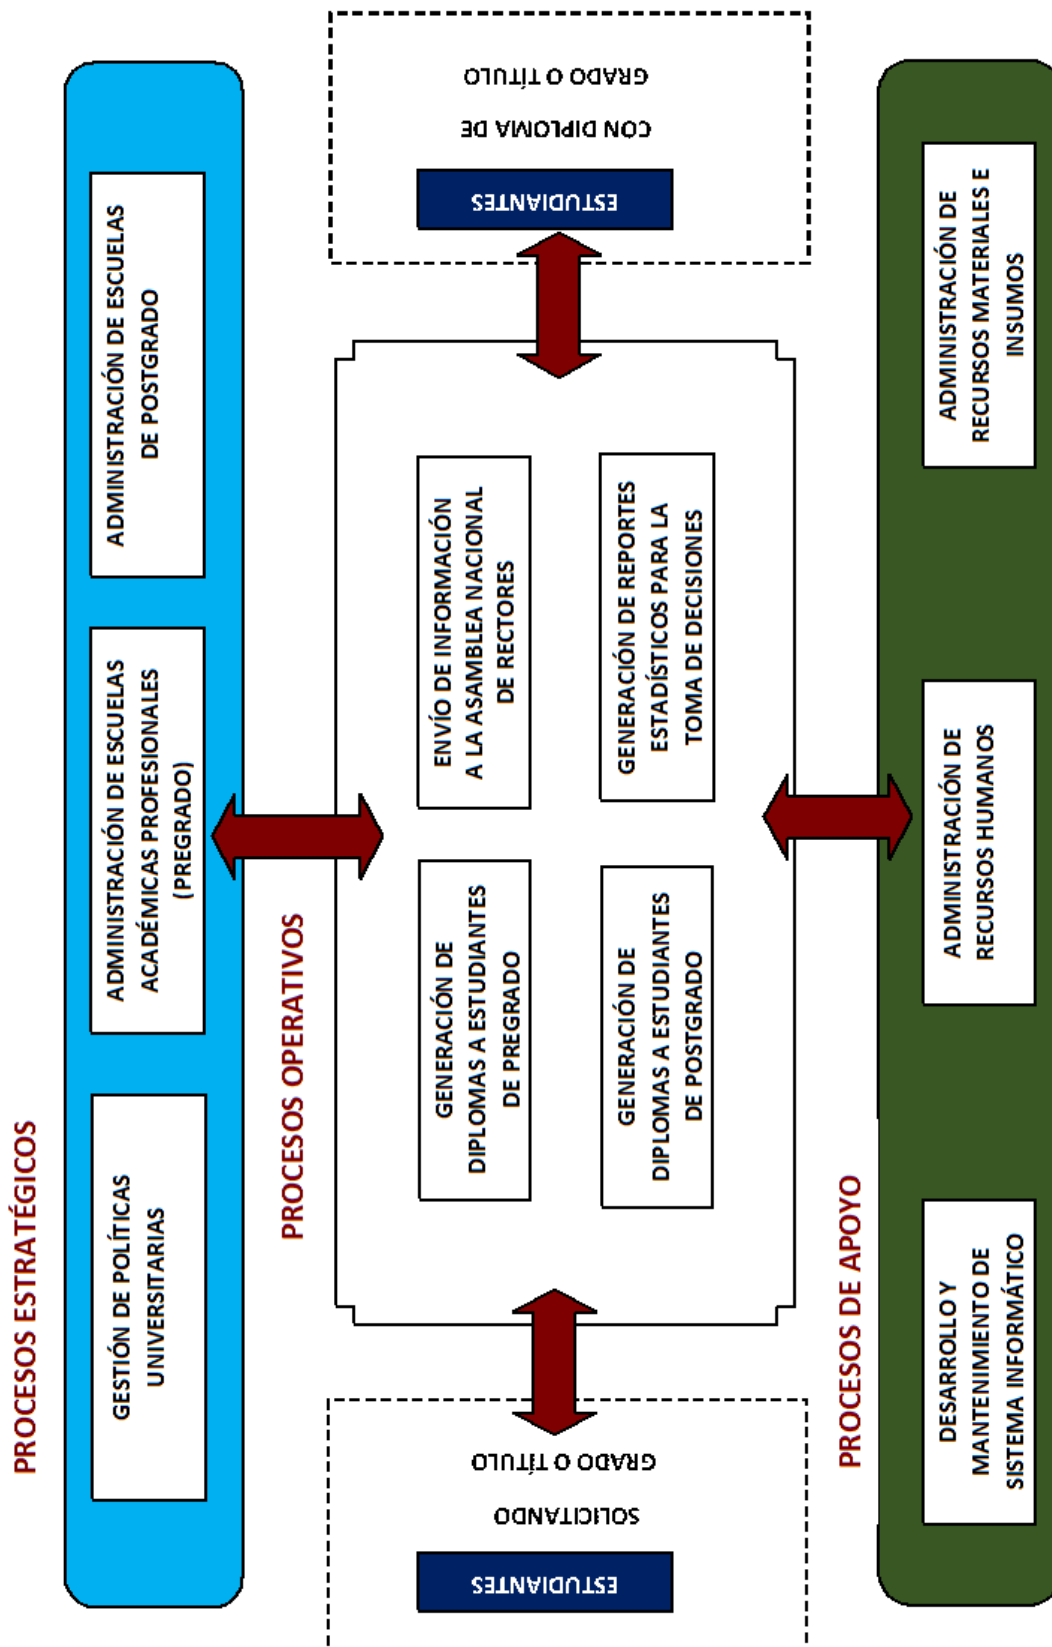 PROCESOS ESTRATÉGICOS
GESTIÓN DE POLÍTICAS
UNIVERSITARIAS
ADMINISTRACIÓN DE ESCUELAS
ACADÉMICAS PROFESIONALES
(PREGRADO)
ADMINISTRACIÓN DE ESCUELAS
DE POSTGRADO
PROCESOS OPERATIVOS
ESTUDIANTES
SOLICITANDO
GRADO O TÍTULO
GENERACIÓN DE
DIPLOMAS A ESTUDIANTES
DE PREGRADO
ENVÍO DE INFORMACIÓN
A LA ASAMBLEA NACIONAL
DE RECTORES
GENERACIÓN DE
DIPLOMAS A ESTUDIANTES
DE POSTGRADO
GENERACIÓN DE REPORTES
ESTADÍSTICOS PARA LA
TOMA DE DECISIONES
ESTUDIANTES
CON DIPLOMA DE
GRADO O TÍTULO
PROCESOS DE APOYO
DESARROLLO Y
MANTENIMIENTO DE
SISTEMA INFORMÁTICO
ADMINISTRACIÓN DE
RECURSOS HUMANOS
ADMINISTRACIÓN DE
RECURSOS MATERIALES E
INSUMOS